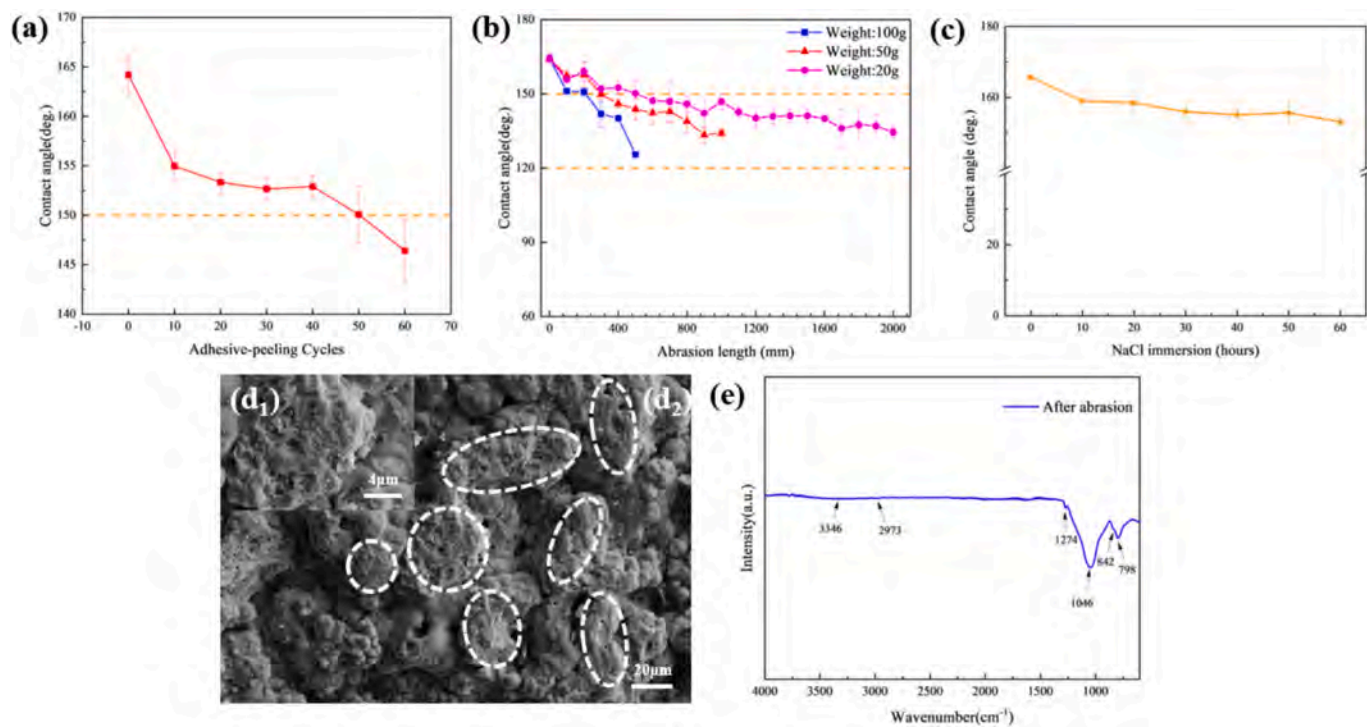 (a)
170
165
160
155
150
145
140
Contact angle(deg.)
-10 0 10 20 30 40 50 60 70
Adhesive-peeling Cycles
(b)
180
150
120
90
60
Contact angle(deg.)
Weight:100g
Weight:50g
Weight:20g
0 400 800 1200 1600 2000
Abrasion length (mm)
(c)
180
160
20
0
Contact angle (deg.)
0 10 20 30 40 50 60
NaCl immersion (hours)
(d1)
4μm
(d2)
20μm
(e)
After abrasion
Intensity(a.u.)
3346
2973
1274
1046
842
798
4000 3500 3000 2500 2000 1500 1000
Wavenumber(cm⁻¹)